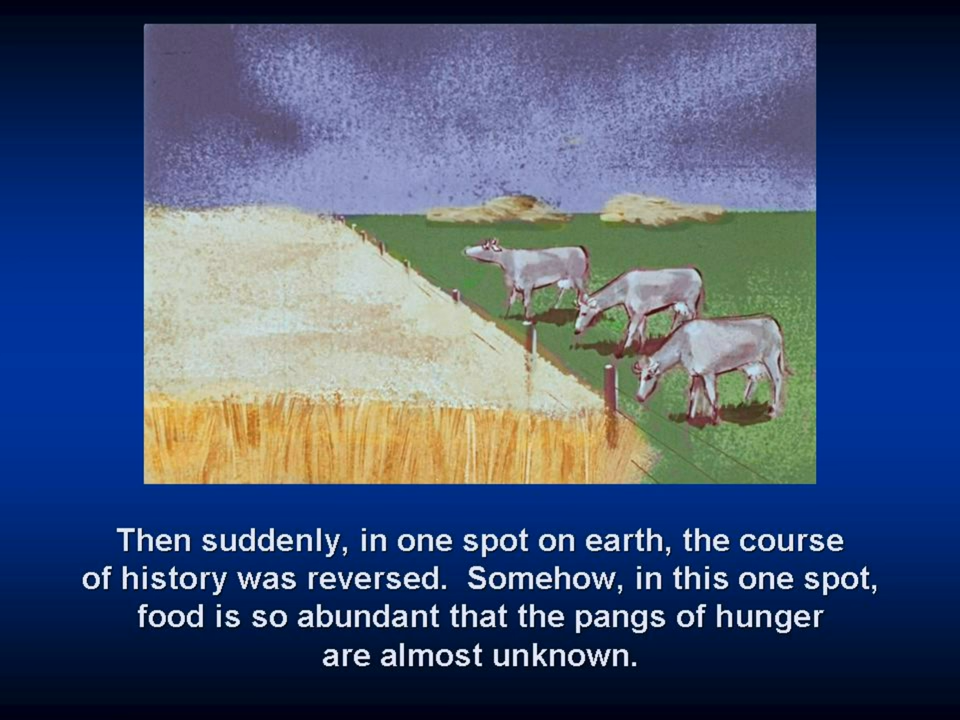 Then suddenly, in one spot on earth, the course
of history was reversed.  Somehow, in this one spot,
food is so abundant that the pangs of hunger
are almost unknown.